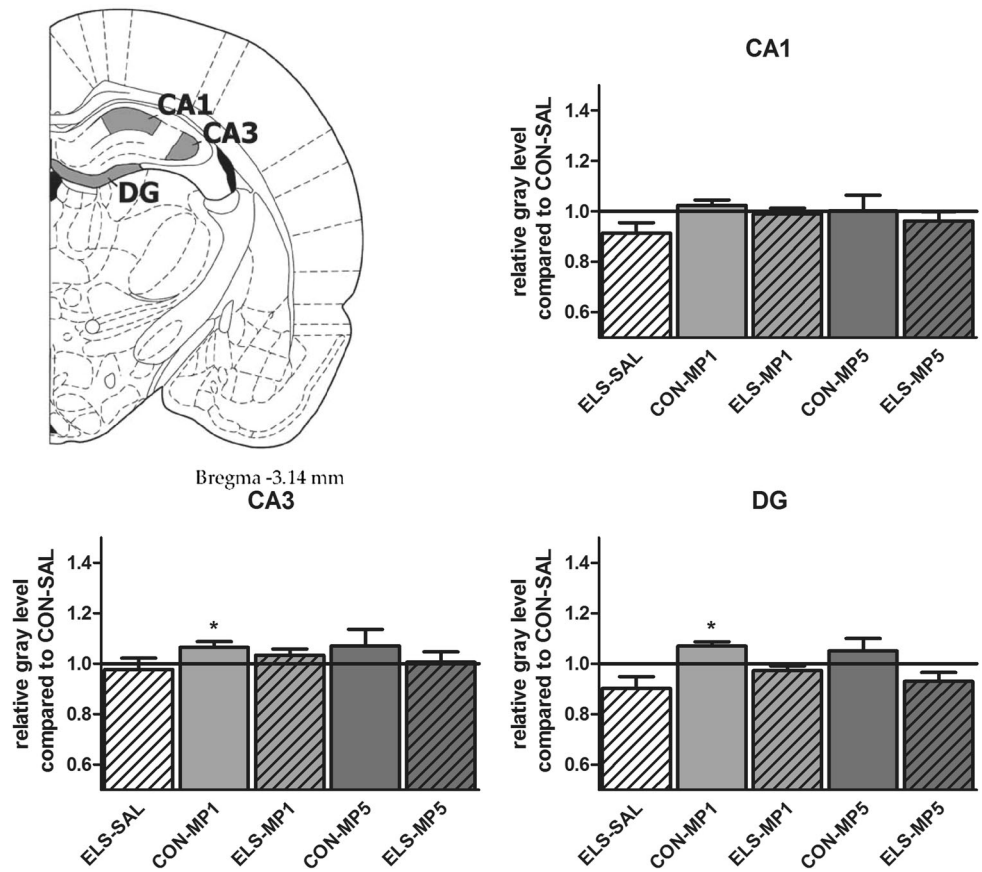 CA1
CA3
DG
Bregma -3.14 mm
CA1
relative gray level
compared to CON-SAL
1.4
1.2
1.0
0.8
0.6
ELS-SAL
CON-MP1
ELS-MP1
CON-MP5
ELS-MP5
CA3
relative gray level
compared to CON-SAL
1.4
1.2
1.0
0.8
0.6
*
ELS-SAL
CON-MP1
ELS-MP1
CON-MP5
ELS-MP5
DG
relative gray level
compared to CON-SAL
1.4
1.2
1.0
0.8
0.6
*
ELS-SAL
CON-MP1
ELS-MP1
CON-MP5
ELS-MP5